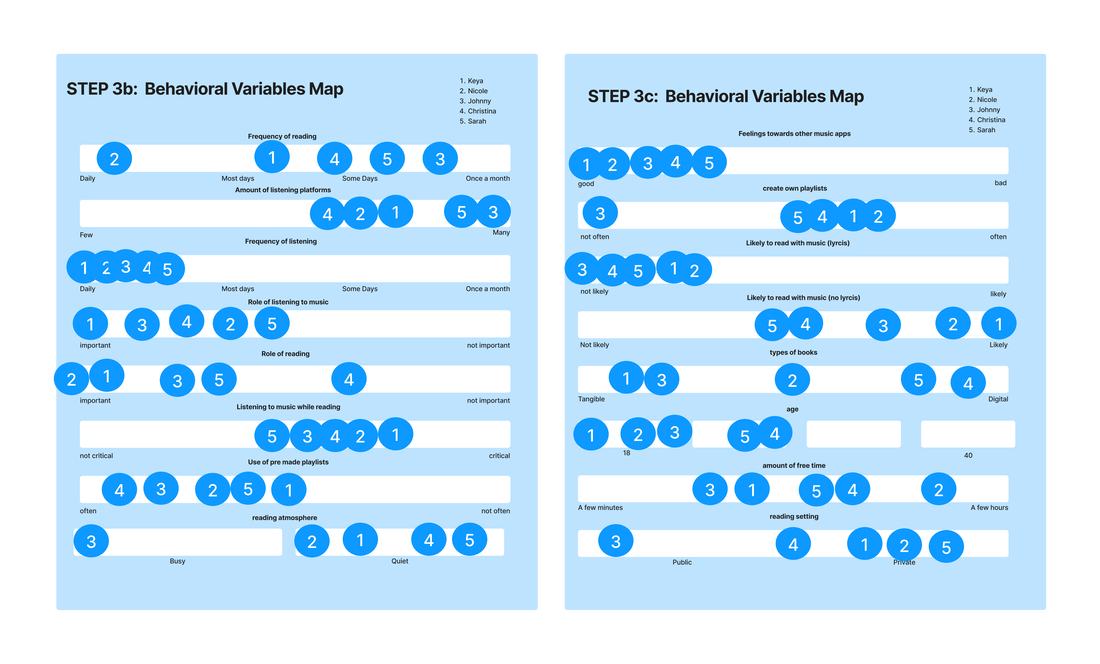 STEP 3b: Behavioral Variables Map
1. Keya
2. Nicole
3. Johnny
4. Christina
5. Sarah
Frequency of reading
2 1 4 5 3
Daily Most days Some Days Once a month
Amount of listening platforms
4 2 1 5 3
Few Many
Frequency of listening
1 2 3 4 5
Daily Most days Some Days Once a month
Role of listening to music
1 3 4 2 5
important not important
Role of reading
2 1 3 5 4
important not important
Listening to music while reading
5 3 4 2 1
not critical critical
Use of pre made playlists
4 3 2 5 1
often not often
reading atmosphere
3 2 1 4 5
Busy Quiet
STEP 3c: Behavioral Variables Map
1. Keya
2. Nicole
3. Johnny
4. Christina
5. Sarah
Feelings towards other music apps
1 2 3 4 5
good bad
create own playlists
3 5 4 1 2
not often often
Likely to read with music (lyrcis)
3 4 5 1 2
not likely likely
Likely to read with music (no lyrcis)
5 4 3 2 1
Not likely Likely
types of books
1 3 2 5 4
Tangible Digital
age
1 2 3 5 4
18 40
amount of free time
3 1 5 4 2
A few minutes A few hours
reading setting
3 4 1 2 5
Public Private